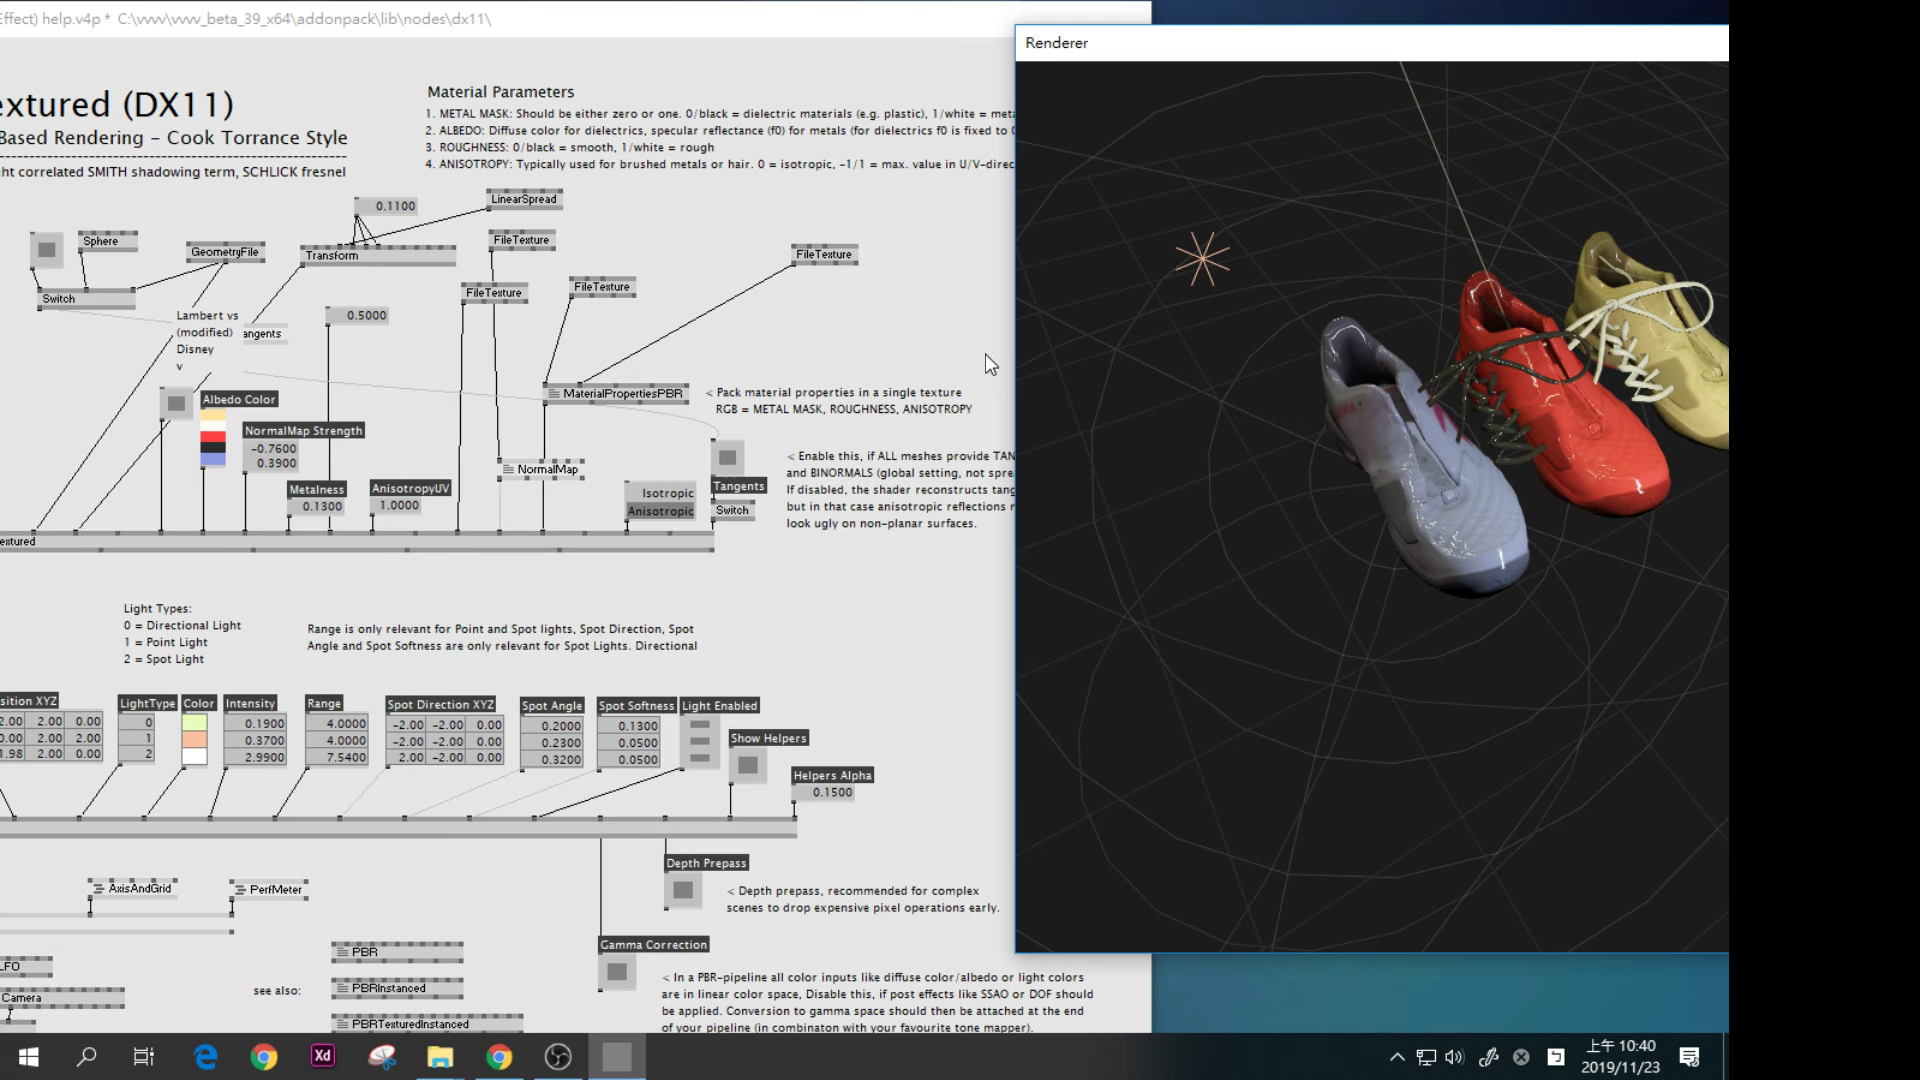 Effect) help.v4p * C:\vvvv\vvvv_beta_39_x64\addonpack\lib\nodes\dx11\
Renderer
extured (DX11)
Based Rendering - Cook Torrance Style
ht correlated SMITH shadowing term, SCHLICK fresnel
Material Parameters
1. METAL MASK: Should be either zero or one. 0/black = dielectric materials (e.g. plastic), 1/white = meta
2. ALBEDO: Diffuse color for dielectrics, specular reflectance (f0) for metals (for dielectrics f0 is fixed to 0
3. ROUGHNESS: 0/black = smooth, 1/white = rough
4. ANISOTROPY: Typically used for brushed metals or hair. 0 = isotropic, -1/1 = max. value in U/V-direc
0.1100
LinearSpread
Sphere
GeometryFile
Transform
FileTexture
FileTexture
FileTexture
FileTexture
Switch
Lambert vs
(modified)
Disney
v
angents
0.5000
Albedo Color
NormalMap Strength
-0.7600
0.3900
MaterialPropertiesPBR
< Pack material properties in a single texture
RGB = METAL MASK, ROUGHNESS, ANISOTROPY
NormalMap
Metalness
0.1300
AnisotropyUV
1.0000
Isotropic
Anisotropic
Tangents
Switch
< Enable this, if ALL meshes provide TAN
and BINORMALS (global setting, not spre
If disabled, the shader reconstructs tang
but in that case anisotropic reflections
look ugly on non-planar surfaces.
extured
Light Types:
0 = Directional Light
1 = Point Light
2 = Spot Light
Range is only relevant for Point and Spot lights, Spot Direction, Spot
Angle and Spot Softness are only relevant for Spot Lights. Directional
sition XYZ
2.00 2.00 0.00
0.00 2.00 2.00
1.98 2.00 0.00
LightType
0
1
2
Color
Intensity
0.1900
0.3700
2.9900
Range
4.0000
4.0000
7.5400
Spot Direction XYZ
-2.00 -2.00 0.00
-2.00 -2.00 0.00
2.00 -2.00 0.00
Spot Angle
0.2000
0.2300
0.3200
Spot Softness
0.1300
0.0500
0.0500
Light Enabled
Show Helpers
Helpers Alpha
0.1500
Depth Prepass
< Depth prepass, recommended for complex
scenes to drop expensive pixel operations early.
AxisAndGrid
PerfMeter
Gamma Correction
< In a PBR-pipeline all color inputs like diffuse color/albedo or light colors
are in linear color space, Disable this, if post effects like SSAO or DOF should
be applied. Conversion to gamma space should then be attached at the end
of your pipeline (in combinaton with your favourite tone mapper).
LFO
Camera
see also:
PBR
PBRInstanced
PBRTexturedInstanced
Xd
上午 10:40
2019/11/23